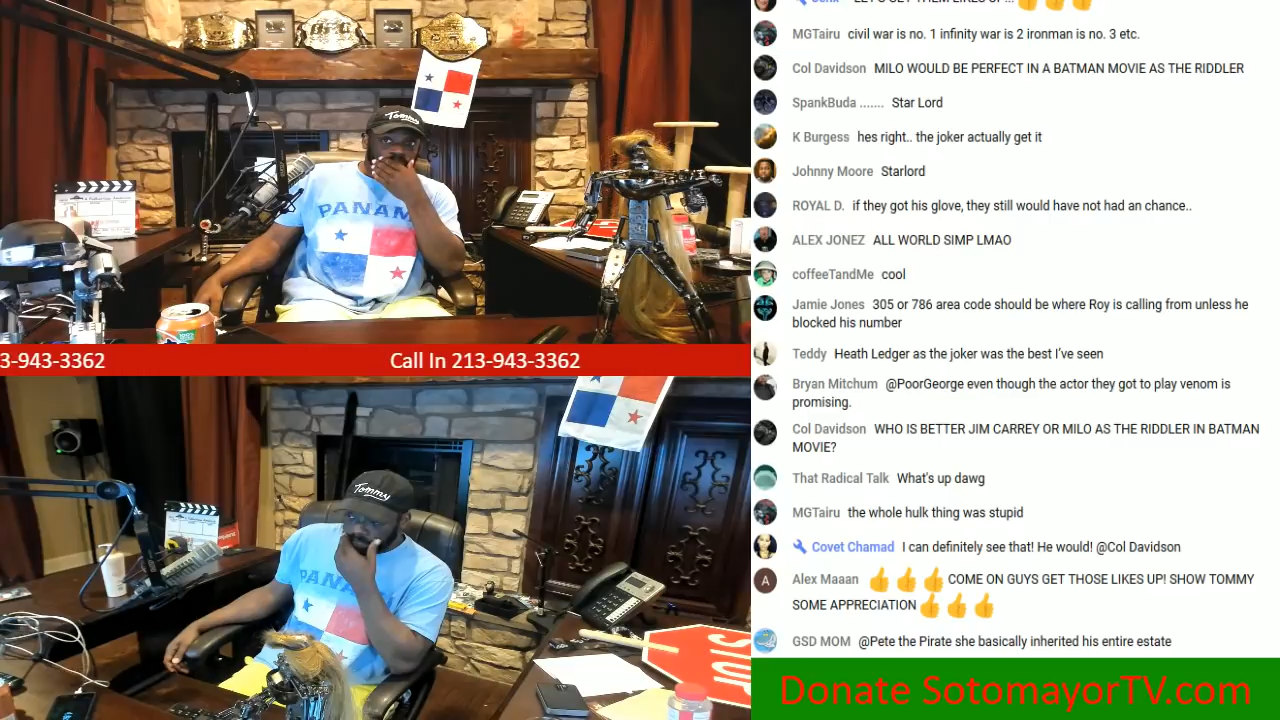 Tommy
PANAMA
3-943-3362
Call In 213-943-3362
Tommy
PANA
STOP
LET'S GET THEM LIKES UP...
MGTairu civil war is no. 1 infinity war is 2 ironman is no. 3 etc.
Col Davidson MILO WOULD BE PERFECT IN A BATMAN MOVIE AS THE RIDDLER
SpankBuda ....... Star Lord
K Burgess hes right.. the joker actually get it
Johnny Moore Starlord
ROYAL D. if they got his glove, they still would have not had an chance..
ALEX JONEZ ALL WORLD SIMP LMAO
coffeeTandMe cool
Jamie Jones 305 or 786 area code should be where Roy is calling from unless he
blocked his number
Teddy Heath Ledger as the joker was the best I've seen
Bryan Mitchum @PoorGeorge even though the actor they got to play venom is
promising.
Col Davidson WHO IS BETTER JIM CARREY OR MILO AS THE RIDDLER IN BATMAN
MOVIE?
That Radical Talk What's up dawg
MGTairu the whole hulk thing was stupid
Covet Chamad I can definitely see that! He would! @Col Davidson
A Alex Maaan 👍👍👍 COME ON GUYS GET THOSE LIKES UP! SHOW TOMMY
SOME APPRECIATION 👍👍👍
GSD MOM @Pete the Pirate she basically inherited his entire estate
Donate SotomayorTV.com